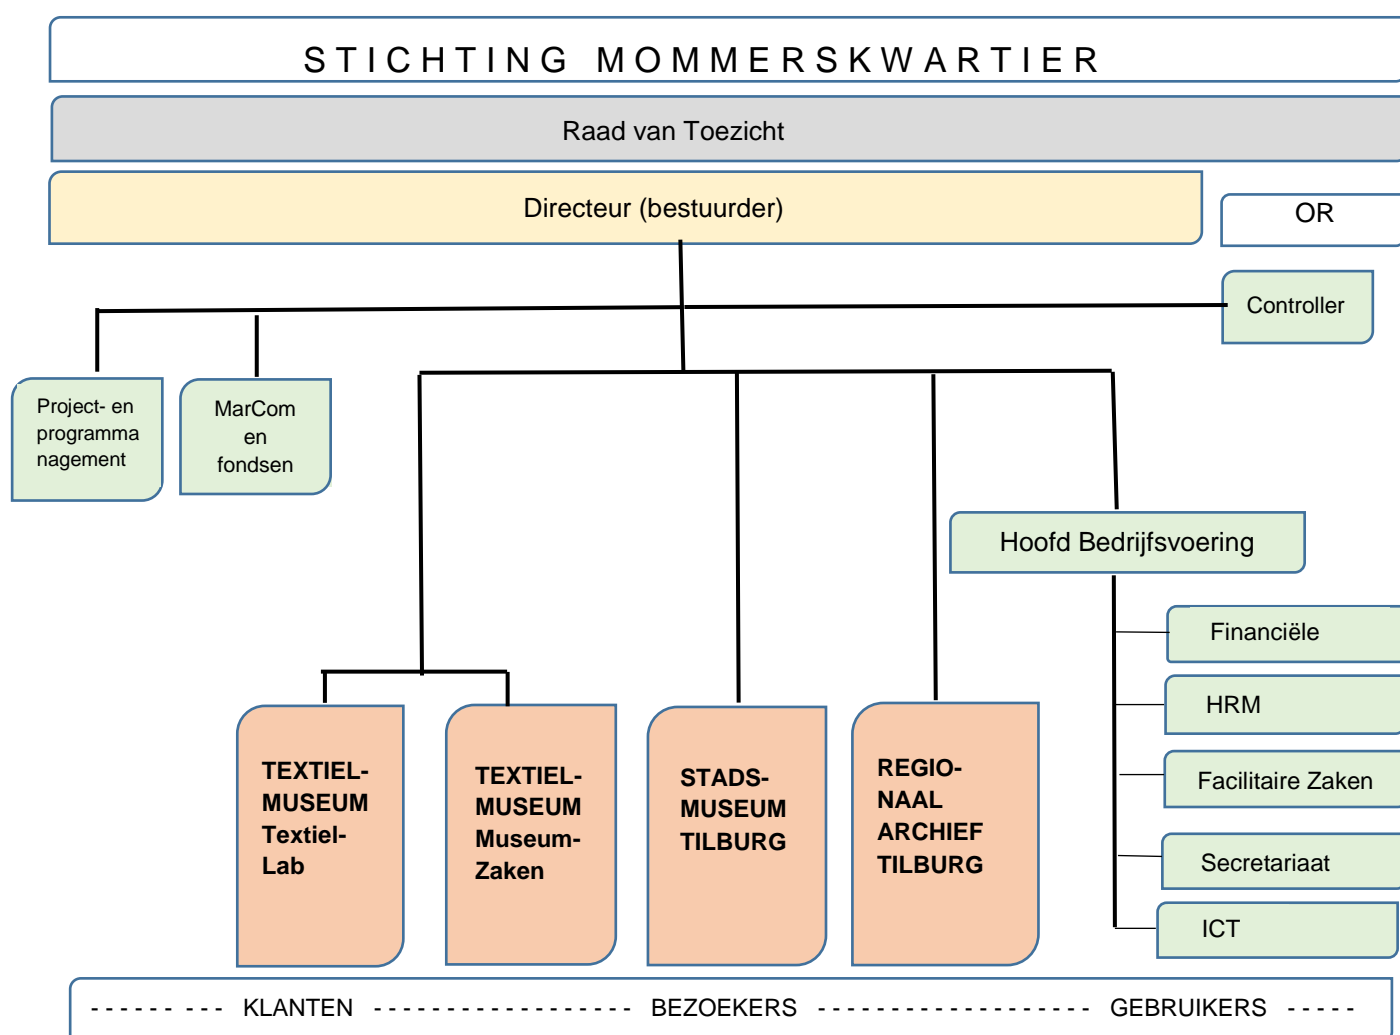 STICHTING MOMMERSKWARTIER
Raad van Toezicht
Directeur (bestuurder)
OR
Controller
Project- en
programma
nagement
MarCom
en
fondsen
Hoofd Bedrijfsvoering
Financiële
HRM
Facilitaire Zaken
Secretariaat
ICT
TEXTIEL-
MUSEUM
Textiel-
Lab
TEXTIEL-
MUSEUM
Museum-
Zaken
STADS-
MUSEUM
TILBURG
REGIO-
NAAL
ARCHIEF
TILBURG
- - - - - - - - - KLANTEN - - - - - - - - - - - - - - - - - - BEZOEKERS - - - - - - - - - - - - - - - - - - - GEBRUIKERS - - - - -